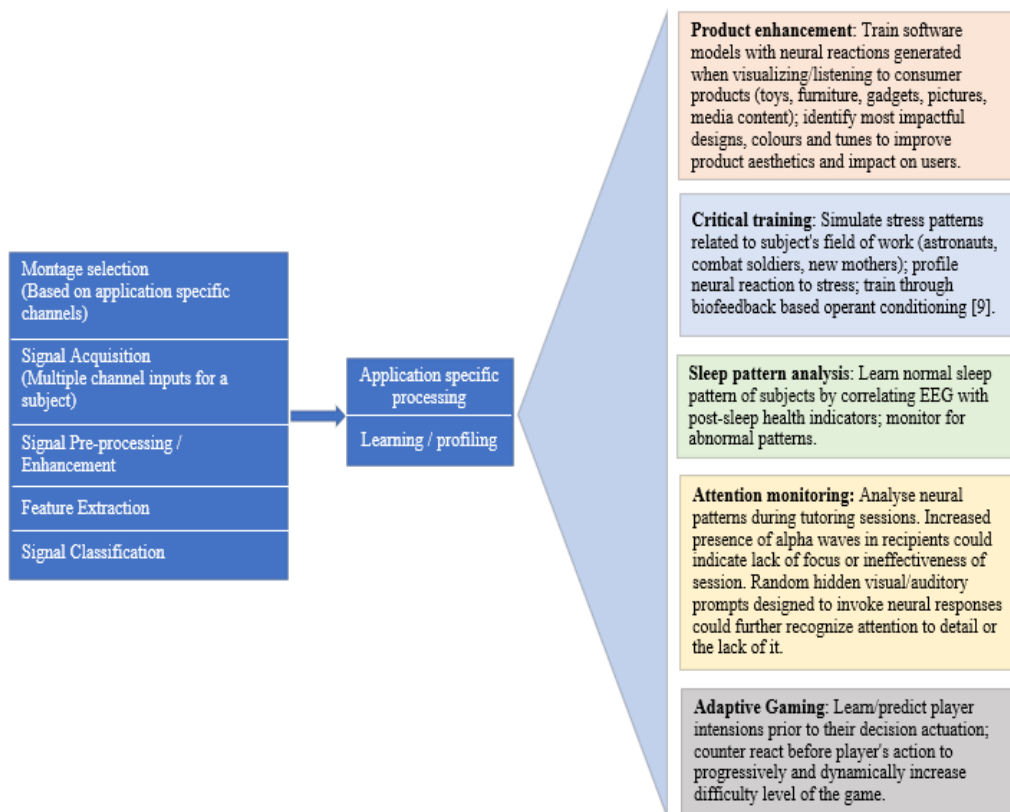 Montage selection
(Based on application specific
channels)
Signal Acquisition
(Multiple channel inputs for a
subject)
Signal Pre-processing /
Enhancement
Feature Extraction
Signal Classification
Application specific
processing
Learning / profiling
Product enhancement: Train software
models with neural reactions generated
when visualizing/listening to consumer
products (toys, furniture, gadgets, pictures,
media content); identify most impactful
designs, colours and tunes to improve
product aesthetics and impact on users.
Critical training: Simulate stress patterns
related to subject's field of work (astronauts,
combat soldiers, new mothers); profile
neural reaction to stress; train through
biofeedback based operant conditioning [9].
Sleep pattern analysis: Learn normal sleep
pattern of subjects by correlating EEG with
post-sleep health indicators; monitor for
abnormal patterns.
Attention monitoring: Analyse neural
patterns during tutoring sessions. Increased
presence of alpha waves in recipients could
indicate lack of focus or ineffectiveness of
session. Random hidden visual/auditory
prompts designed to invoke neural responses
could further recognize attention to detail or
the lack of it.
Adaptive Gaming: Learn/predict player
intensions prior to their decision actuation;
counter react before player's action to
progressively and dynamically increase
difficulty level of the game.